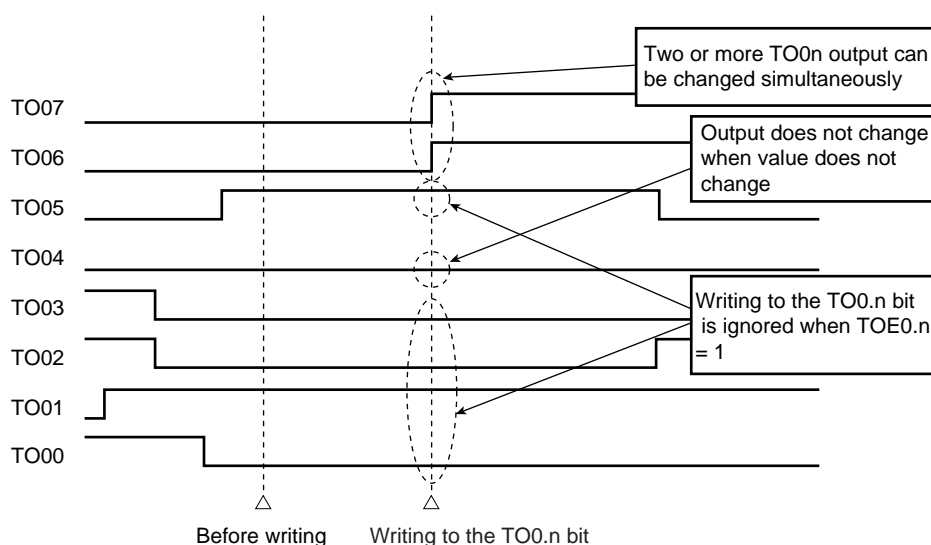 Two or more TO0n output can
be changed simultaneously
TO07
Output does not change
when value does not
change
TO06
TO05
TO04
Writing to the TO0.n bit
is ignored when TOE0.n
= 1
TO03
TO02
TO01
TO00
Before writing
Writing to the TO0.n bit